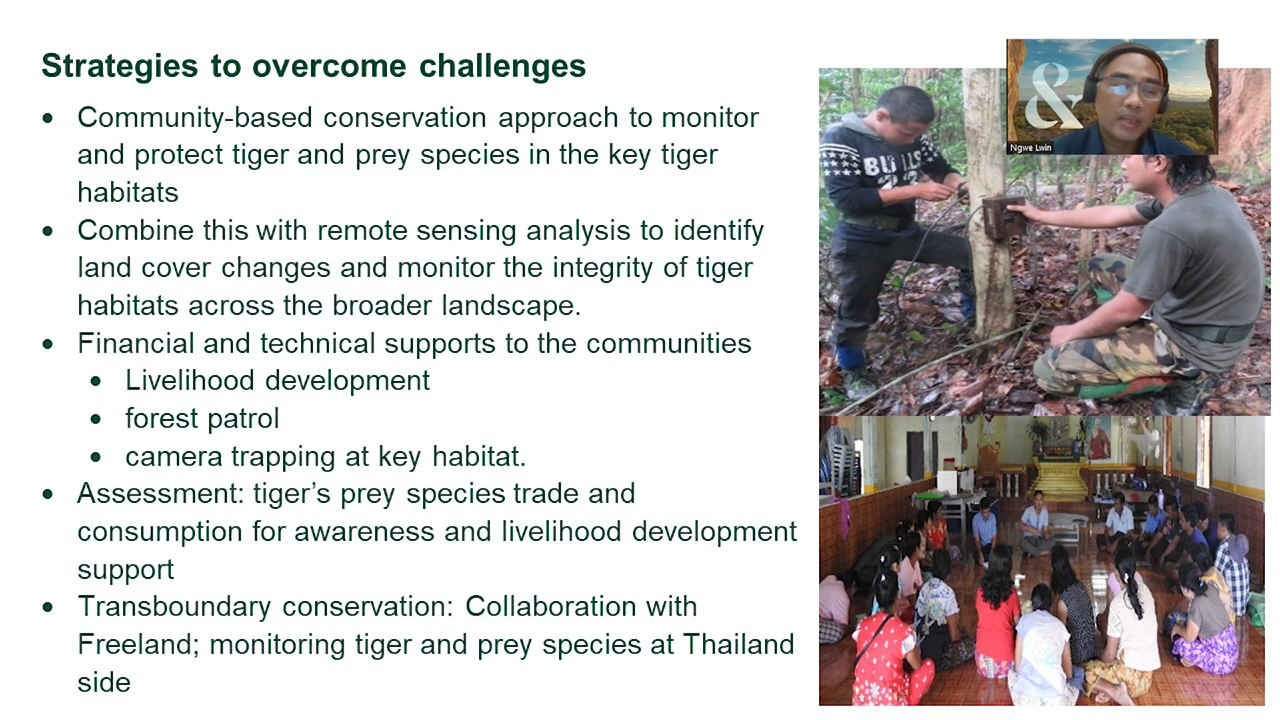 Strategies to overcome challenges
• Community-based conservation approach to monitor
and protect tiger and prey species in the key tiger
habitats
• Combine this with remote sensing analysis to identify
land cover changes and monitor the integrity of tiger
habitats across the broader landscape.
• Financial and technical supports to the communities
• Livelihood development
• forest patrol
• camera trapping at key habitat.
• Assessment: tiger’s prey species trade and
consumption for awareness and livelihood development
support
• Transboundary conservation: Collaboration with
Freeland; monitoring tiger and prey species at Thailand
side
&
Ngwe Lwin